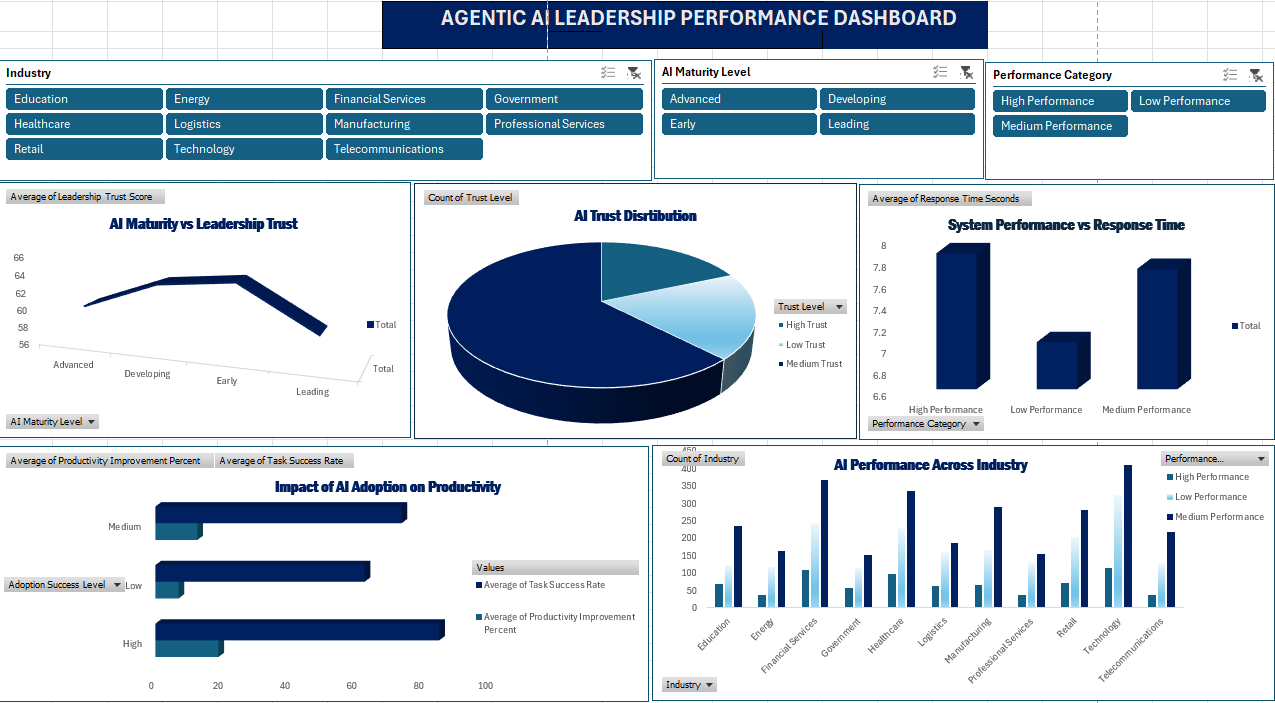 AGENTIC AI LEADERSHIP PERFORMANCE DASHBOARD
Industry
Education
Energy
Financial Services
Government
Healthcare
Logistics
Manufacturing
Professional Services
Retail
Technology
Telecommunications
AI Maturity Level
Advanced
Developing
Early
Leading
Performance Category
High Performance
Low Performance
Medium Performance
Average of Leadership Trust Score
AI Maturity vs Leadership Trust
66
64
62
60
58
56
Advanced
Developing
Early
Leading
Total
Total
AI Maturity Level
Count of Trust Level
AI Trust Disrtibution
Trust Level
High Trust
Low Trust
Medium Trust
Average of Response Time Seconds
System Performance vs Response Time
8
7.8
7.6
7.4
7.2
7
6.8
6.6
High Performance
Low Performance
Medium Performance
Total
Performance Category
Average of Productivity Improvement Percent
Average of Task Success Rate
Impact of AI Adoption on Productivity
Medium
Adoption Success Level
Low
High
0 20 40 60 80 100
Values
Average of Task Success Rate
Average of Productivity Improvement
Percent
Count of Industry
AI Performance Across Industry
450
400
350
300
250
200
150
100
50
0
Education
Energy
Financial Services
Government
Healthcare
Logistics
Manufacturing
Professional Services
Retail
Technology
Telecommunications
Performance...
High Performance
Low Performance
Medium Performance
Industry